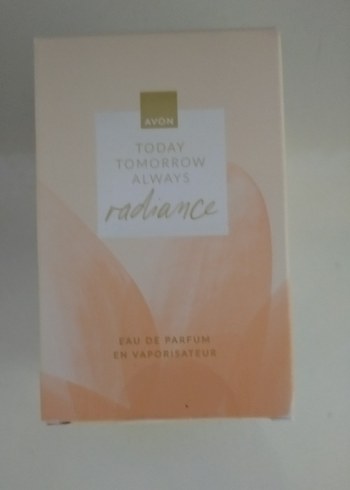 AVON
TODAY
TOMORROW
ALWAYS
radiance
EAU DE PARFUM
EN VAPORISATEUR